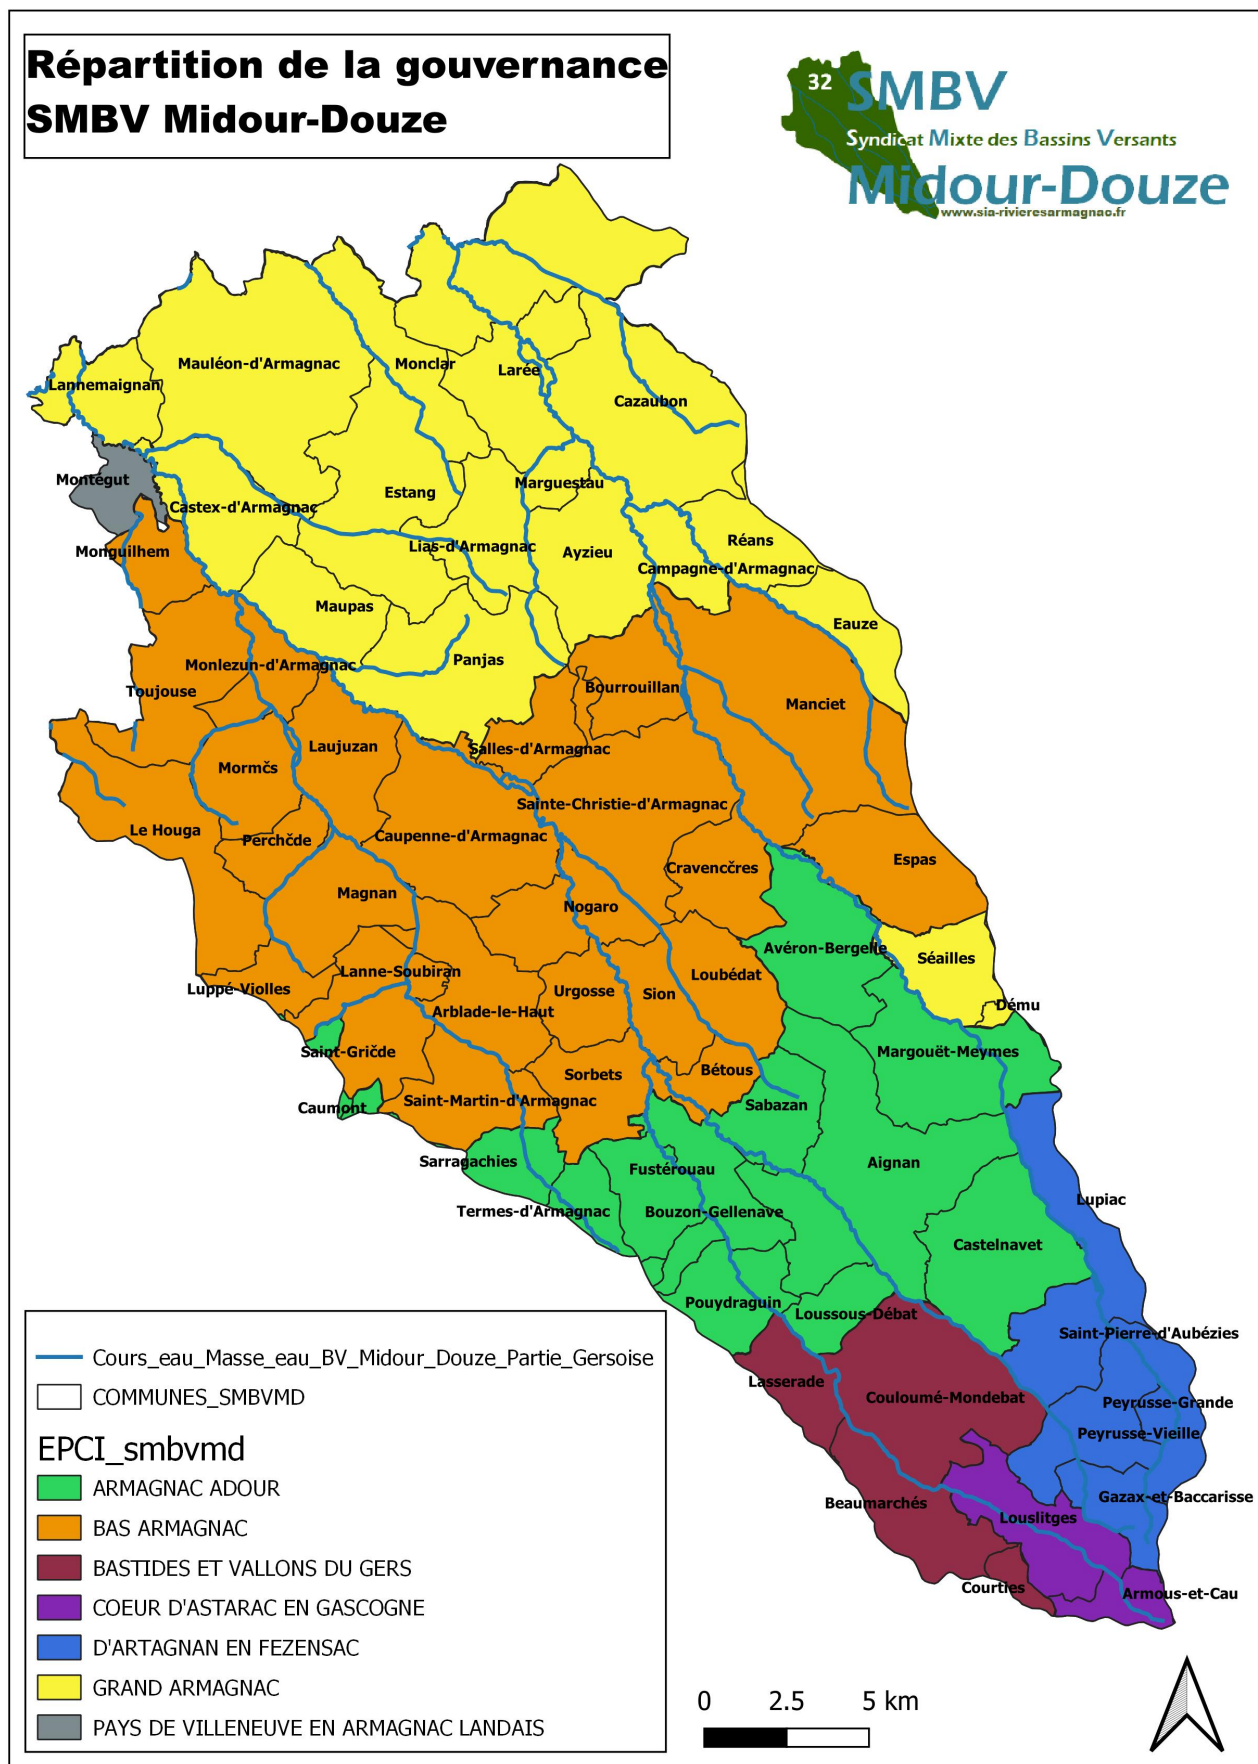 Répartition de la gouvernance
SMBV Midour-Douze
32
SMBV
Syndicat Mixte des Bassins Versants
Midour-Douze
www.sia-rivieresarmagnac.fr
Mauléon-d'Armagnac
Monclar
Larée
Lannemaignan
Cazaubon
Montégut
Marguestau
Estang
Castex-d'Armagnac
Réans
Lias-d'Armagnac
Ayzieu
Monguilhem
Campagne-d'Armagnac
Maupas
Eauze
Panjas
Monlezun-d'Armagnac
Bourrouillan
Toujouse
Manciet
Laujuzan
Salles-d'Armagnac
Mormčs
Sainte-Christie-d'Armagnac
Le Houga
Caupenne-d'Armagnac
Perchčde
Espas
Cravencčres
Magnan
Nogaro
Avéron-Bergelle
Séailles
Lanne-Soubiran
Loubédat
Luppé-Violles
Urgosse
Sion
Dému
Arblade-le-Haut
Saint-Gričde
Margouët-Meymes
Bétous
Sorbets
Caumont
Saint-Martin-d'Armagnac
Sabazan
Sarragachies
Fustérouau
Aignan
Lupiac
Termes-d'Armagnac
Bouzon-Gellenave
Castelnavet
Pouydraguin
Loussous-Débat
Saint-Pierre-d'Aubézies
Lasserade
Couloumé-Mondebat
Peyrusse-Grande
Peyrusse-Vieille
Beaumarchés
Gazax-et-Baccarisse
Louslitges
Courties
Armous-et-Cau
Cours_eau_Masse_eau_BV_Midour_Douze_Partie_Gersoise
COMMUNES_SMBVMD
EPCI_smbvmd
ARMAGNAC ADOUR
BAS ARMAGNAC
BASTIDES ET VALLONS DU GERS
COEUR D'ASTARAC EN GASCOGNE
D'ARTAGNAN EN FEZENSAC
GRAND ARMAGNAC
PAYS DE VILLENEUVE EN ARMAGNAC LANDAIS
0 2.5 5 km